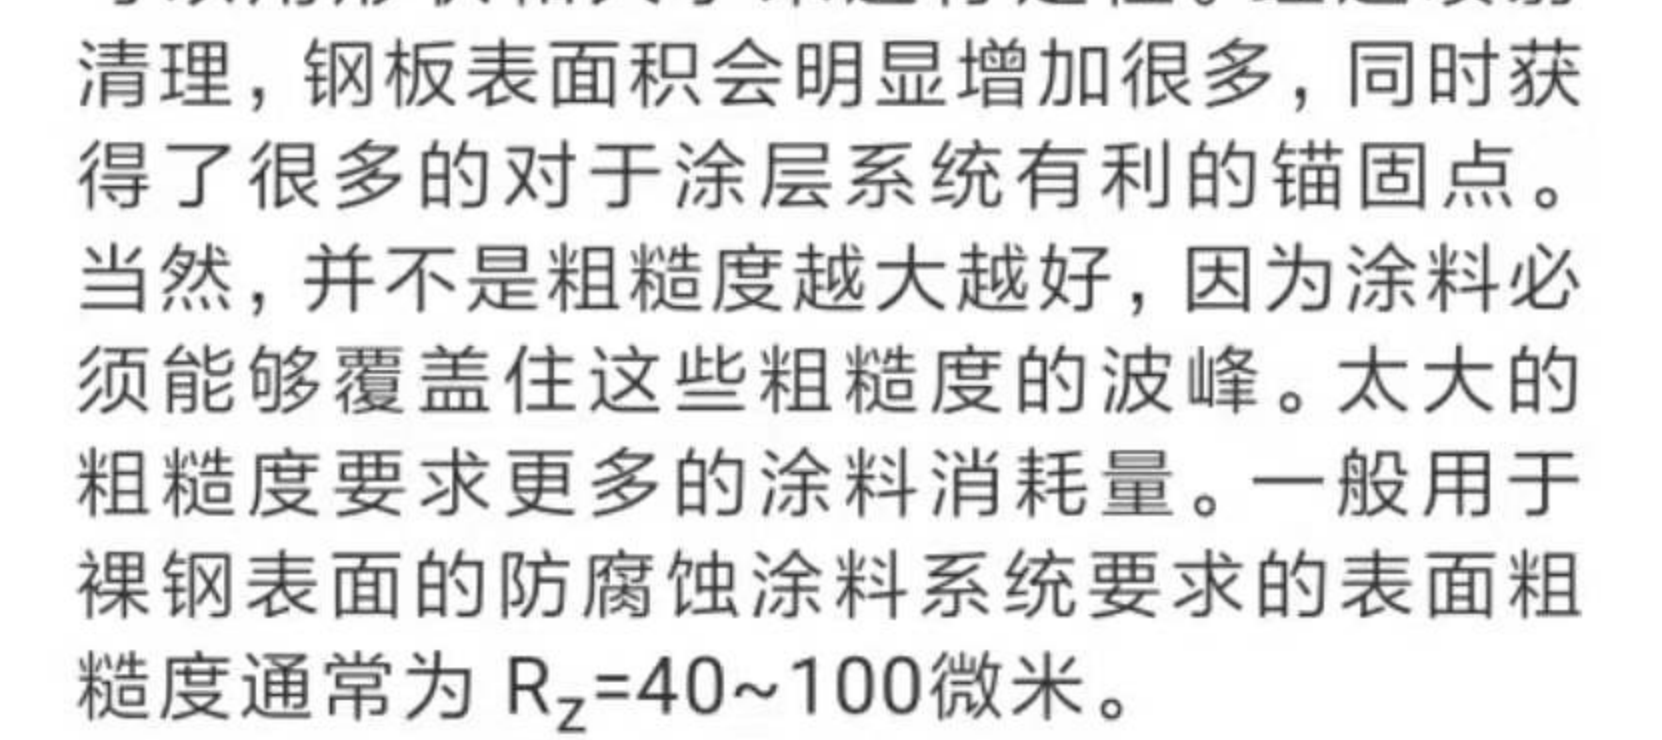 清理，钢板表面积会明显增加很多，同时获
得了很多的对于涂层系统有利的锚固点。
当然，并不是粗糙度越大越好，因为涂料必
须能够覆盖住这些粗糙度的波峰。太大的
粗糙度要求更多的涂料消耗量。一般用于
裸钢表面的防腐蚀涂料系统要求的表面粗
糙度通常为 Rz=40~100微米。